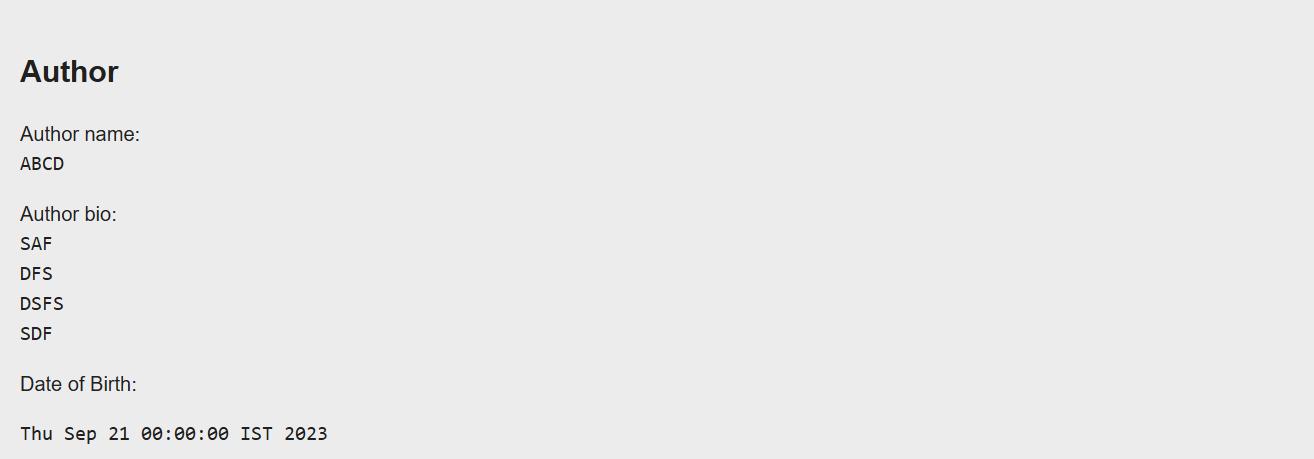 Author
Author name:
ABCD
Author bio:
SAF
DFS
DSFS
SDF
Date of Birth:
Thu Sep 21 00:00:00 IST 2023